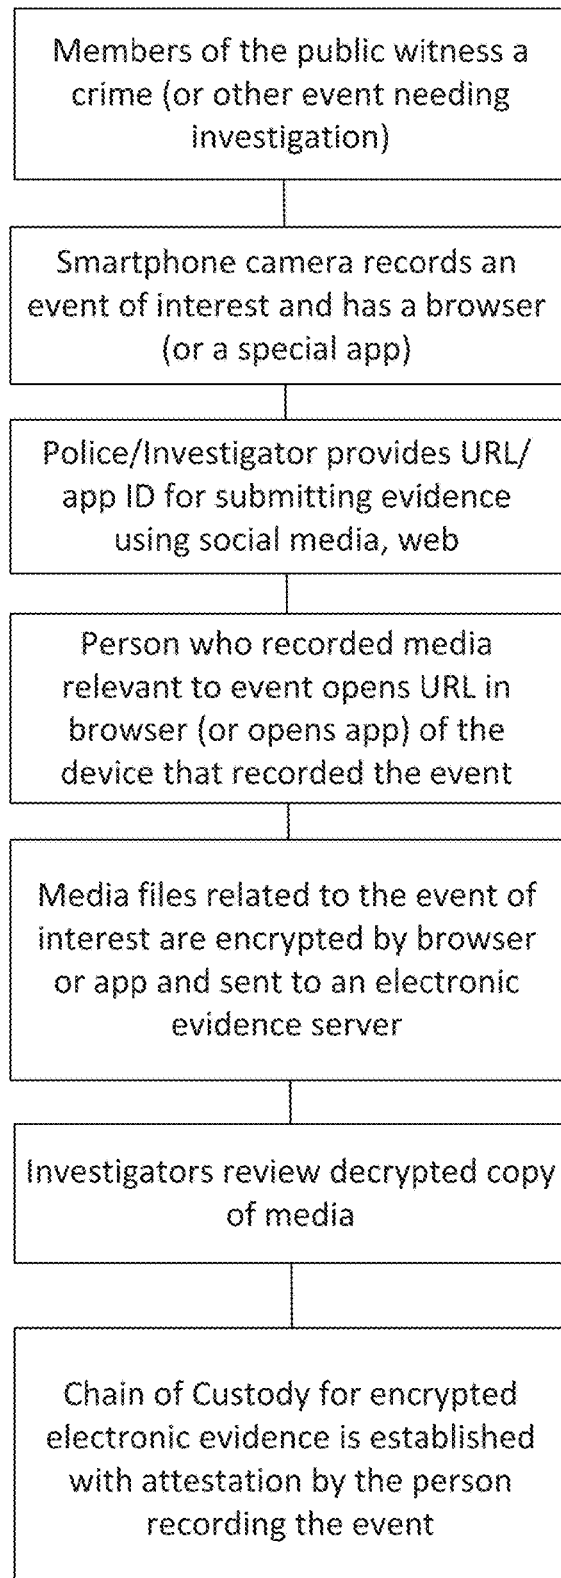 Members of the public witness a
crime (or other event needing
investigation)
Smartphone camera records an
event of interest and has a browser
(or a special app)
Police/Investigator provides URL/
app ID for submitting evidence
using social media, web
Person who recorded media
relevant to event opens URL in
browser (or opens app) of the
device that recorded the event
Media files related to the event of
interest are encrypted by browser
or app and sent to an electronic
evidence server
Investigators review decrypted copy
of media
Chain of Custody for encrypted
electronic evidence is established
with attestation by the person
recording the event